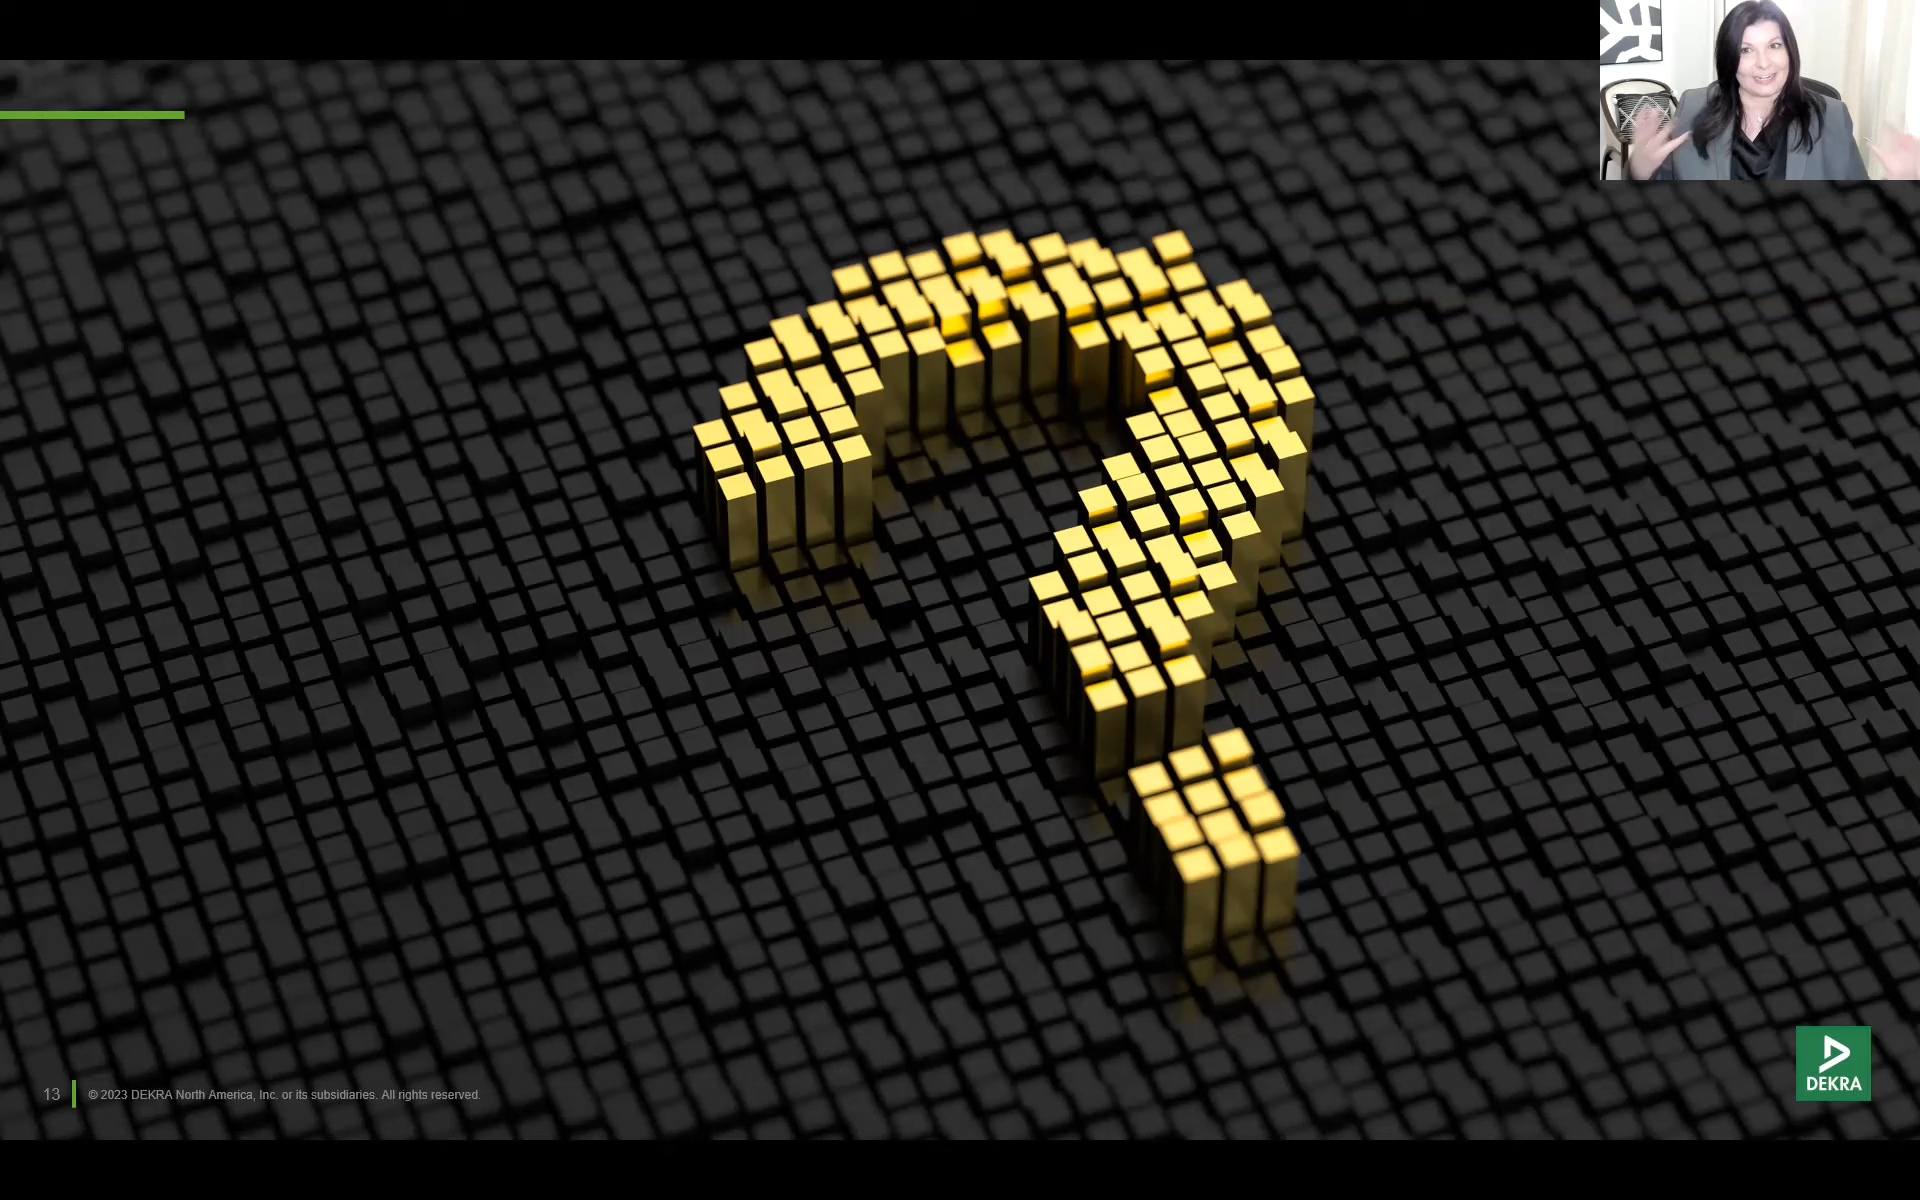 13
© 2023 DEKRA North America, Inc. or its subsidiaries. All rights reserved.
DEKRA